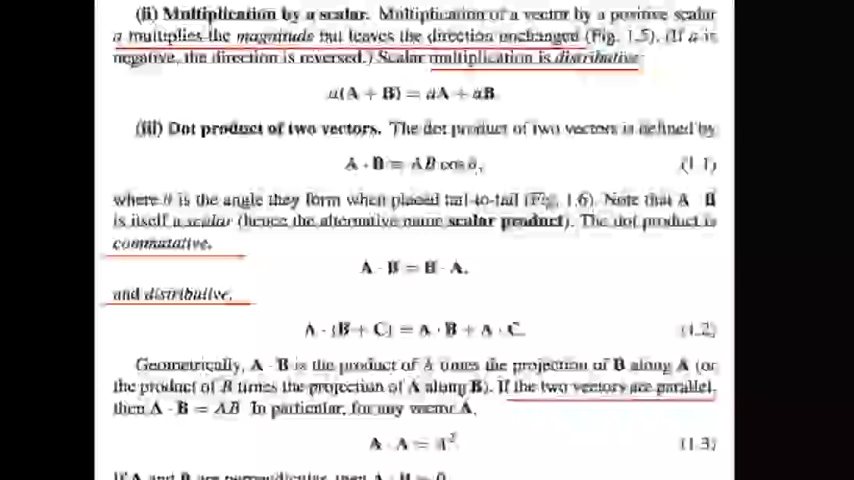 (ii) Multiplication by a scalar. Multiplication of a vector by a positive scalar
a multiplies the magnitude but leaves the direction unchanged (Fig. 1.5). (If a is
negative, the direction is reversed.) Scalar multiplication is distributive:
a(A + B) = aA + aB.
(iii) Dot product of two vectors. The dot product of two vectors is defined by
A · B ≡ AB cos θ, (1.1)
where θ is the angle they form when placed tail-to-tail (Fig. 1.6). Note that A · B
is itself a scalar (hence the alternative name scalar product). The dot product is
commutative,
A · B = B · A,
and distributive,
A · (B + C) = A · B + A · C. (1.2)
Geometrically, A · B is the product of A times the projection of B along A (or
the product of B times the projection of A along B). If the two vectors are parallel,
then A · B = AB. In particular, for any vector A,
A · A = A². (1.3)
If A and B are perpendicular, then A · B = 0.